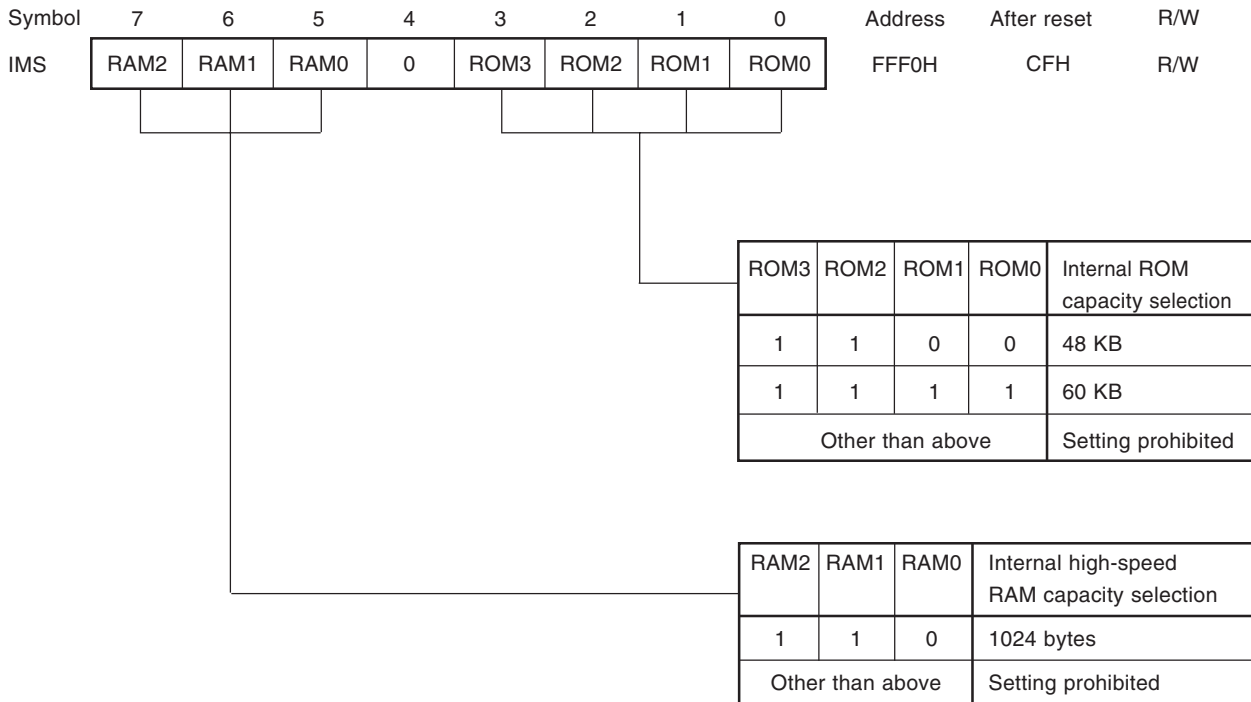 Symbol 7 6 5 4 3 2 1 0 Address After reset R/W
IMS RAM2 RAM1 RAM0 0 ROM3 ROM2 ROM1 ROM0 FFF0H CFH R/W
ROM3 ROM2 ROM1 ROM0 Internal ROM
capacity selection
1 1 0 0 48 KB
1 1 1 1 60 KB
Other than above Setting prohibited
RAM2 RAM1 RAM0 Internal high-speed
RAM capacity selection
1 1 0 1024 bytes
Other than above Setting prohibited